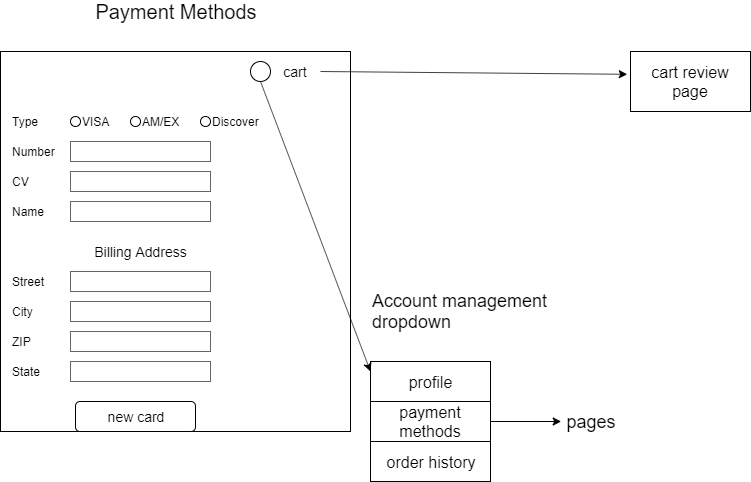 Payment Methods
cart
cart review
page
Type VISA AM/EX Discover
Number
CV
Name
Billing Address
Street
City
ZIP
State
new card
Account management
dropdown
profile
payment
methods
pages
order history